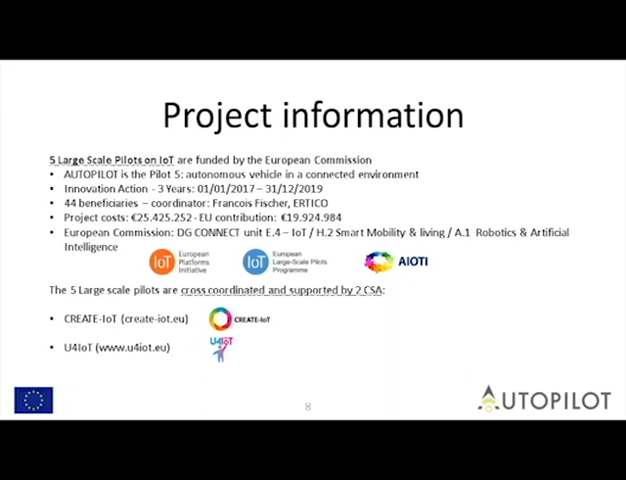 Project information
5 Large Scale Pilots on IoT are funded by the European Commission
• AUTOPILOT is the Pilot 5: autonomous vehicle in a connected environment
• Innovation Action - 3 Years: 01/01/2017 – 31/12/2019
• 44 beneficiaries – coordinator: Francois Fischer, ERTICO
• Project costs: €25.425.252 - EU contribution: €19.924.984
• European Commission: DG CONNECT unit E.4 – IoT / H.2 Smart Mobility & living / A.1 Robotics & Artificial
Intelligence
IoT European Platforms Initiative
IoT European Large-Scale Pilots Programme
AIOTI
The 5 Large scale pilots are cross coordinated and supported by 2 CSA:
• CREATE-IoT (create-iot.eu)
CREATE-IoT
• U4IoT (www.u4iot.eu)
U4IoT
8
AUTOPILOT